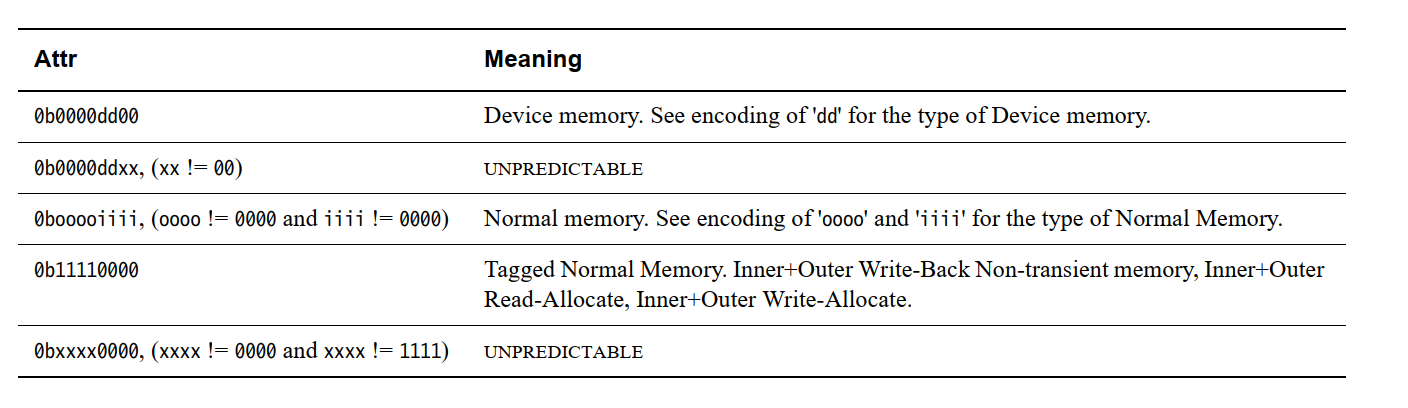 Attr Meaning
0b0000dd00 Device memory. See encoding of 'dd' for the type of Device memory.
0b0000ddxx, (xx != 00) UNPREDICTABLE
0booooiiii, (oooo != 0000 and iiii != 0000) Normal memory. See encoding of 'oooo' and 'iiii' for the type of Normal Memory.
0b11110000 Tagged Normal Memory. Inner+Outer Write-Back Non-transient memory, Inner+Outer
Read-Allocate, Inner+Outer Write-Allocate.
0bxxxx0000, (xxxx != 0000 and xxxx != 1111) UNPREDICTABLE